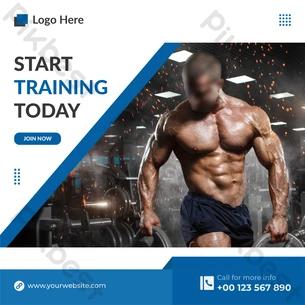 Logo Here
START
TRAINING
TODAY
JOIN NOW
www.yourwebsite.com
Call for more info
+00 123 567 890